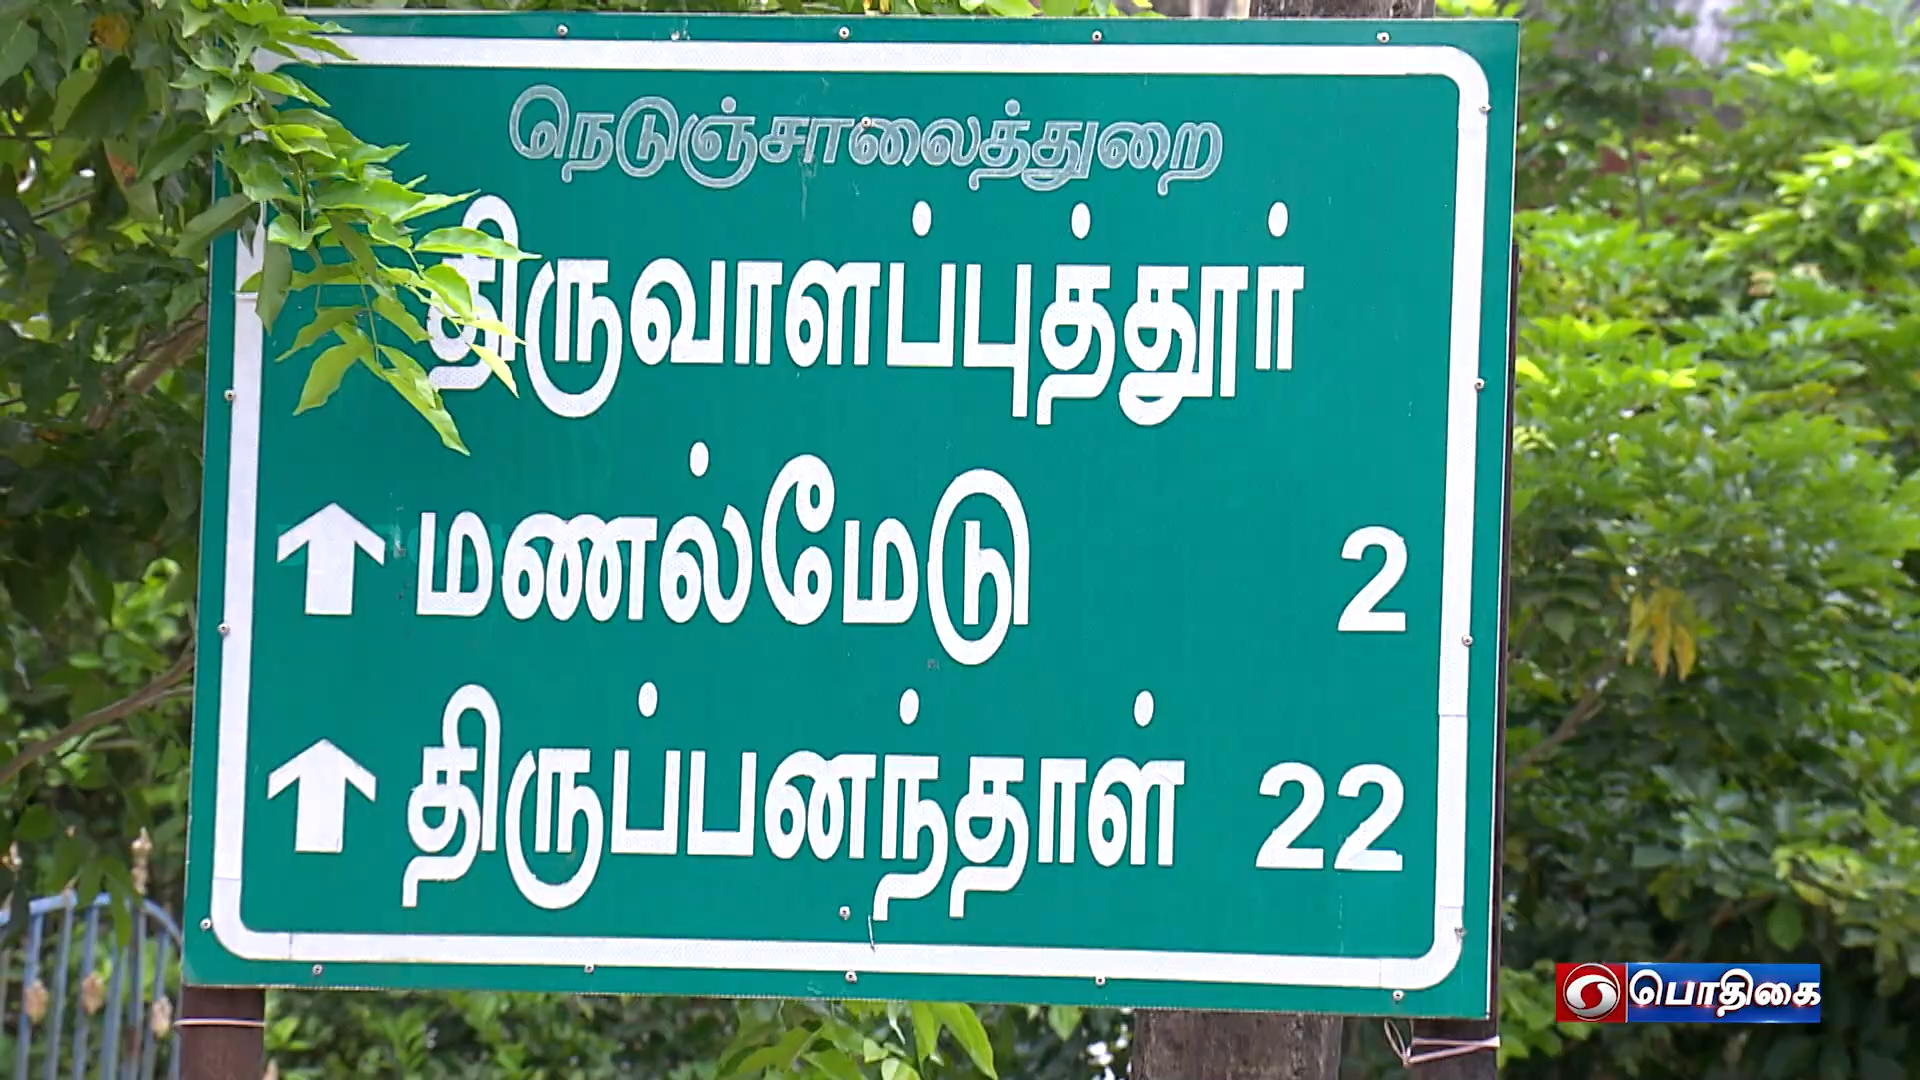 நெடுஞ்சாலைத்துறை
திருவாளப்புத்தூர்
மணல்மேடு 2
திருப்பனந்தாள் 22
பொதிகை